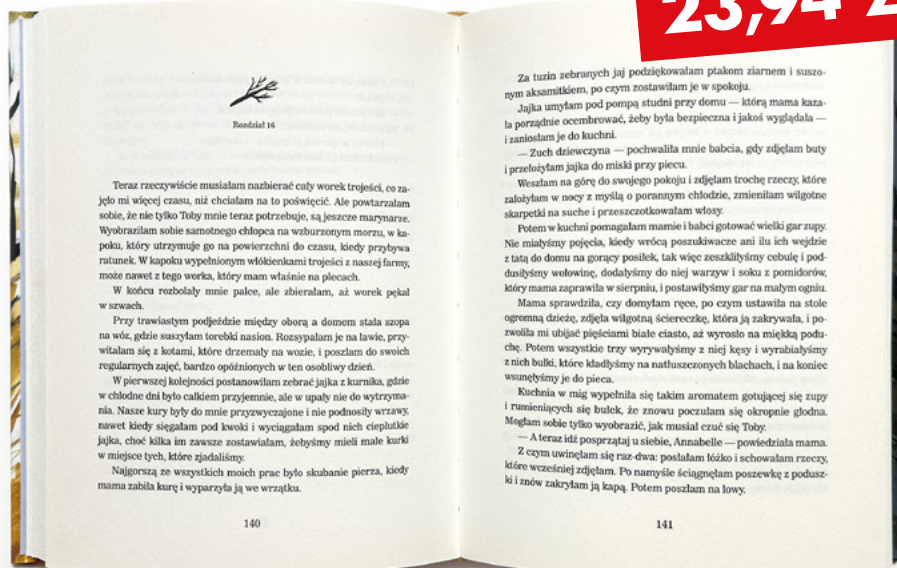 23,94
Rozdział 16
Teraz rzeczywiście musiałam nazbierać cały worek trojeści, co za-
jęło mi więcej czasu, niż chciałam na to poświęcić. Ale powtarzałam
sobie, że nie tylko Toby mnie teraz potrzebuje, są jeszcze marynarze.
Wyobraziłam sobie samotnego chłopca na wzburzonym morzu, w ka-
poku, który utrzymuje go na powierzchni do czasu, kiedy przybywa
ratunek. W kapoku wypełnionym włókienkami trojeści z naszej farmy,
może nawet z tego worka, który mam właśnie na plecach.
W końcu rozbolały mnie palce, ale zbierałam, aż worek pękał
w szwach.
Przy trawiastym podjeździe między oborą a domem stała szopa
na wóz, gdzie suszyłam torebki nasion. Rozsypałam je na ławie, przy-
witałam się z kotami, które drzemały na wozie, i poszłam do swoich
regularnych zajęć, bardzo opóźnionych w ten osobliwy dzień.
W pierwszej kolejności postanowiłam zebrać jajka z kurnika, gdzie
w chłodne dni było całkiem przyjemnie, ale w upały nie do wytrzyma-
nia. Nasze kury były do mnie przyzwyczajone i nie podnosiły wrzawy,
nawet kiedy sięgałam pod kwoki i wyciągałam spod nich cieplutkie
jajka, choć kilka im zawsze zostawiałam, żebyśmy mieli małe kurki
w miejsce tych, które zjadaliśmy.
Najgorszą ze wszystkich moich prac było skubanie pierza, kiedy
mama zabiła kurę i wyparzyła ją we wrzątku.
140
Za tuzin zebranych jaj podziękowałam ptakom ziarnem i suszo-
nym aksamitkiem, po czym zostawiłam je w spokoju.
Jajka umyłam pod pompą studni przy domu — którą mama kaza-
ła porządnie ocembrować, żeby była bezpieczna i jakoś wyglądała —
i zaniosłam je do kuchni.
— Zuch dziewczyna — pochwaliła mnie babcia, gdy zdjęłam buty
i przełożyłam jajka do miski przy piecu.
Weszłam na górę do swojego pokoju i zdjęłam trochę rzeczy, które
założyłam w nocy z myślą o porannym chłodzie, zmieniłam wilgotne
skarpetki na suche i przeszczotkowałam włosy.
Potem w kuchni pomagałam mamie i babci gotować wielki gar zupy.
Nie miałyśmy pojęcia, kiedy wrócą poszukiwacze ani ilu ich wejdzie
z tatą do domu na gorący posiłek, tak więc zeszkliłyśmy cebulę i pod-
dusiłyśmy wołowinę, dodałyśmy do niej warzyw i soku z pomidorów,
który mama zaprawiła w sierpniu, i postawiłyśmy gar na małym ogniu.
Mama sprawdziła, czy domyłam ręce, po czym ustawiła na stole
ogromną dzieżę, zdjęła wilgotną ściereczkę, która ją zakrywała, i po-
zwoliła mi ubijać pięściami białe ciasto, aż wyrosło na miękką podu-
chę. Potem wszystkie trzy wyrywałyśmy z niej kęsy i wyrabiałyśmy
z nich bułki, które kładłyśmy na natłuszczonych blachach, i na koniec
wsunęłyśmy je do pieca.
Kuchnia w mig wypełniła się takim aromatem gotującej się zupy
i rumieniących się bułek, że znowu poczułam się okropnie głodna.
Mogłam sobie tylko wyobrazić, jak musiał czuć się Toby.
— A teraz idź posprzątaj u siebie, Annabelle — powiedziała mama.
Z czym uwinęłam się raz-dwa: posłałam łóżko i schowałam rzeczy,
które wcześniej zdjęłam. Po namyśle ściągnęłam poszewkę z podusz-
ki i znów zakryłam ją kapą. Potem poszłam na łowy.
141